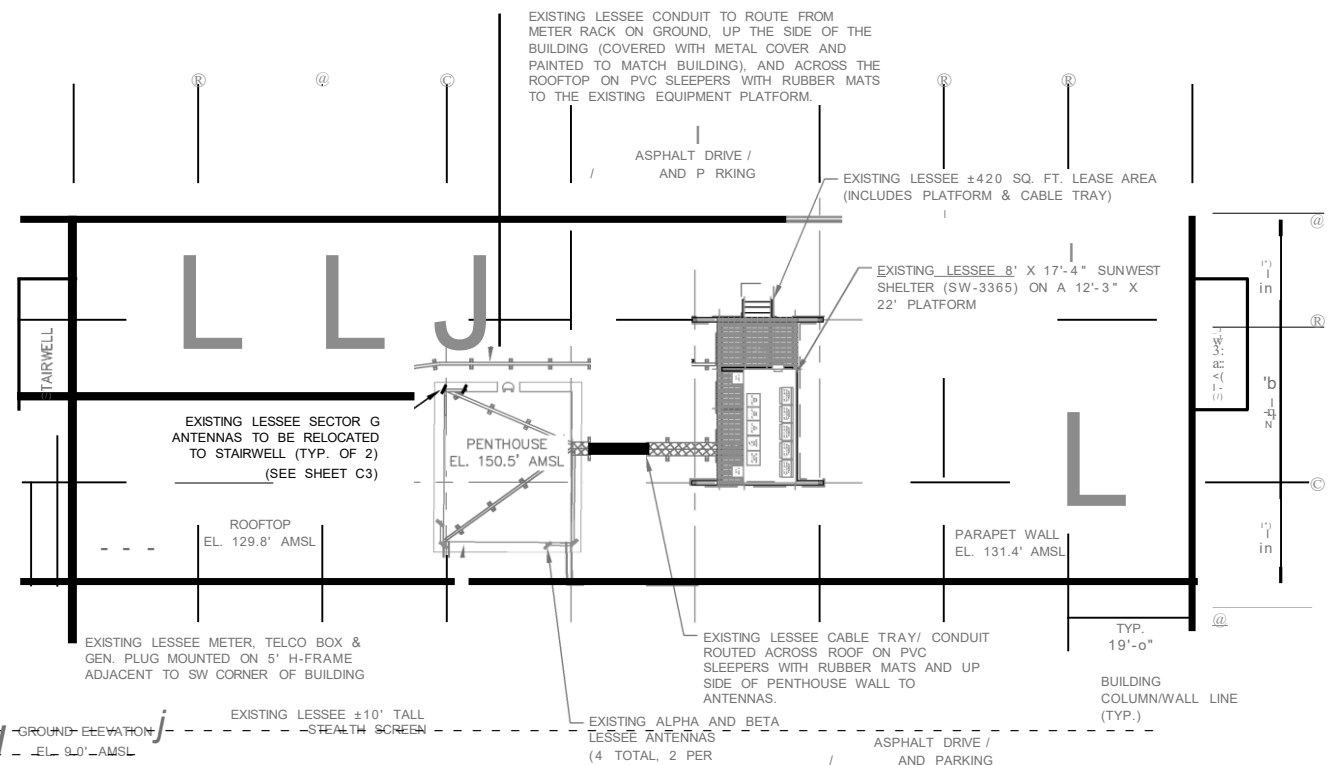 EXISTING LESSEE CONDUIT TO ROUTE FROM
METER RACK ON GROUND, UP THE SIDE OF THE
BUILDING (COVERED WITH METAL COVER AND
PAINTED TO MATCH BUILDING), AND ACROSS THE
ROOFTOP ON PVC SLEEPERS WITH RUBBER MATS
TO THE EXISTING EQUIPMENT PLATFORM.
® @ © ® ®
ASPHALT DRIVE /
/ AND P RKING
EXISTING LESSEE ±420 SQ. FT. LEASE AREA
(INCLUDES PLATFORM & CABLE TRAY)
@
L L J
EXISTING LESSEE 8' X 17'-4" SUNWEST
SHELTER (SW-3365) ON A 12'-3" X
22' PLATFORM
in
®
STAIRWELL
'b
N
EXISTING LESSEE SECTOR G
ANTENNAS TO BE RELOCATED
TO STAIRWELL (TYP. OF 2)
(SEE SHEET C3)
PENTHOUSE
EL. 150.5' AMSL
L
©
ROOFTOP
EL. 129.8' AMSL
PARAPET WALL
EL. 131.4' AMSL
in
@
EXISTING LESSEE METER, TELCO BOX &
GEN. PLUG MOUNTED ON 5' H-FRAME
ADJACENT TO SW CORNER OF BUILDING
EXISTING LESSEE CABLE TRAY/ CONDUIT
ROUTED ACROSS ROOF ON PVC
SLEEPERS WITH RUBBER MATS AND UP
SIDE OF PENTHOUSE WALL TO
ANTENNAS.
TYP.
19'-o"
BUILDING
COLUMN/WALL LINE
(TYP.)
GROUND ELEVATION j
EL. 9.0' AMSL
EXISTING LESSEE ±10' TALL
STEALTH SCREEN
EXISTING ALPHA AND BETA
LESSEE ANTENNAS
(4 TOTAL, 2 PER
ASPHALT DRIVE /
/ AND PARKING